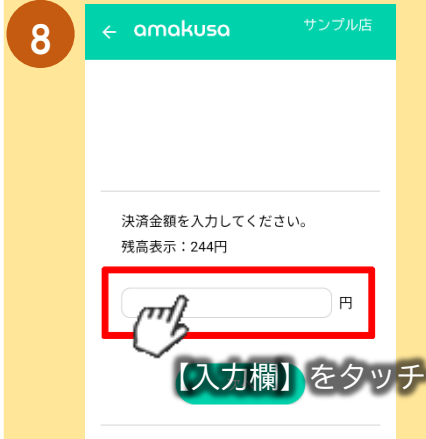 8
← amakusa サンプル店
決済金額を入力してください。
残高表示：244円
円
【入力欄】をタッチ